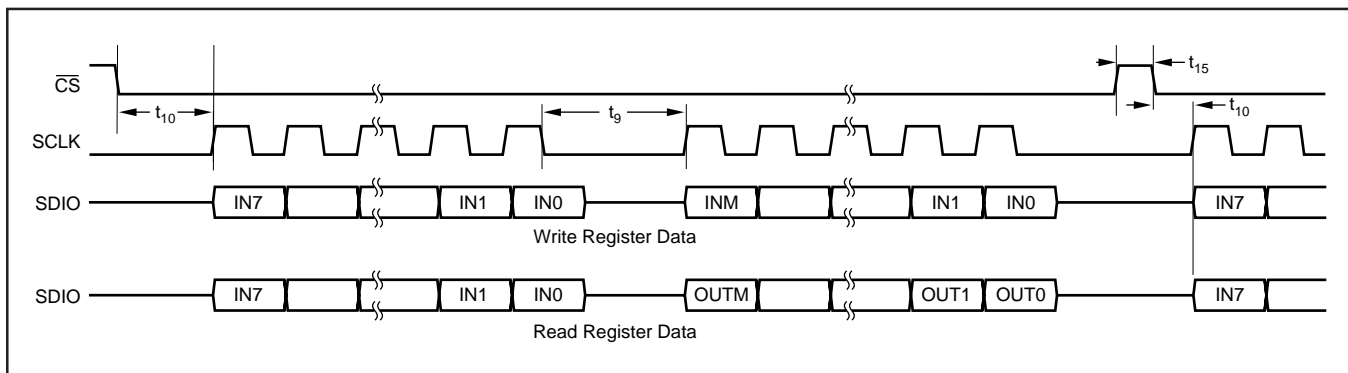 CS t15
t10 t9 t10
SCLK
SDIO IN7 IN1 IN0 INM IN1 IN0 IN7
Write Register Data
SDIO IN7 IN1 IN0 OUTM OUT1 OUT0 IN7
Read Register Data